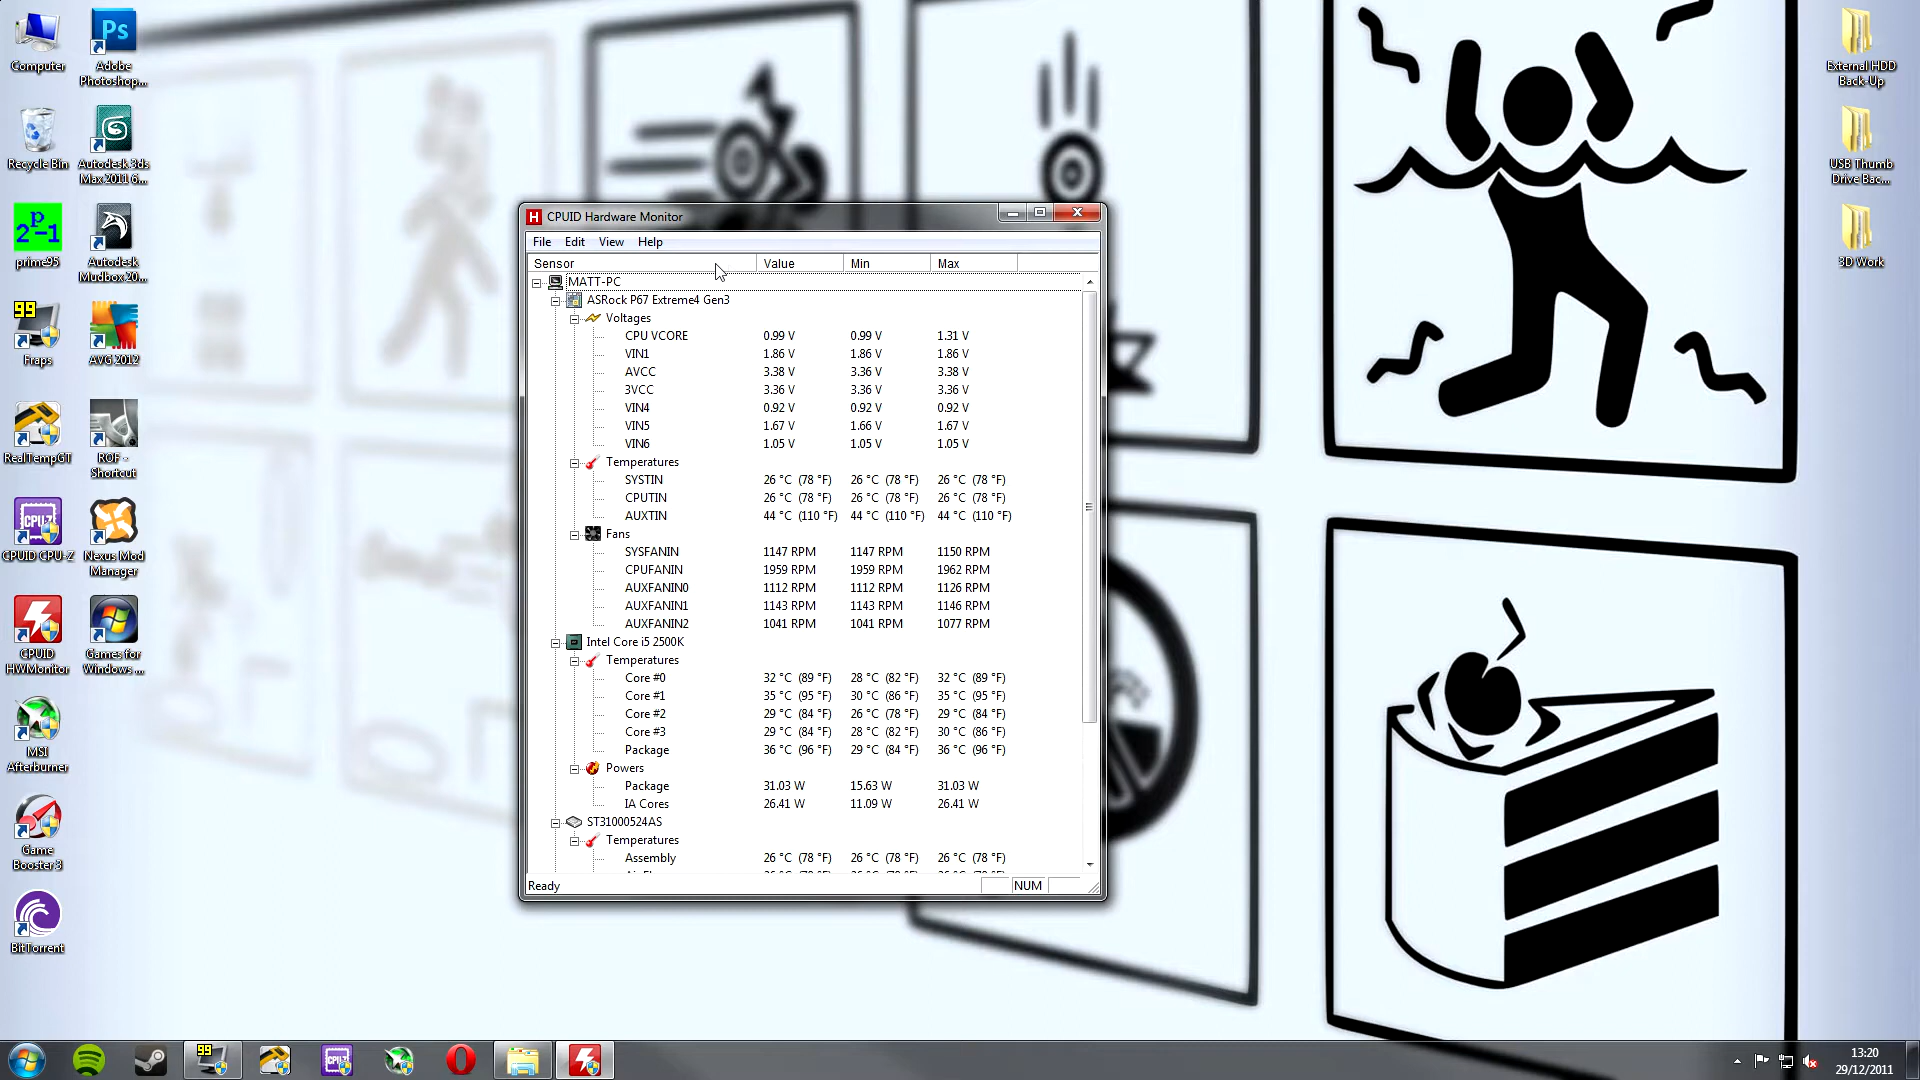 Computer
Adobe
Photoshop...
Ps
Recycle Bin
Autodesk 3ds
Max 2011 6...
2^p-1
prime95
Autodesk
Mudbox 20...
99
Fraps
AVG 2012
RealTempGT
ROF -
Shortcut
CPU-Z
CPUID CPU-Z
Nexus Mod
Manager
CPUID
HWMonitor
Games for
Windows ...
MSI
Afterburner
Game
Booster 3
BitTorrent
External HDD
Back-Up
USB Thumb
Drive Bac...
3D Work
CPUID Hardware Monitor
File Edit View Help
Sensor Value Min Max
MATT-PC
ASRock P67 Extreme4 Gen3
Voltages
CPU VCORE 0.99 V 0.99 V 1.31 V
VIN1 1.86 V 1.86 V 1.86 V
AVCC 3.38 V 3.36 V 3.38 V
3VCC 3.36 V 3.36 V 3.36 V
VIN4 0.92 V 0.92 V 0.92 V
VIN5 1.67 V 1.66 V 1.67 V
VIN6 1.05 V 1.05 V 1.05 V
Temperatures
SYSTIN 26 °C (78 °F) 26 °C (78 °F) 26 °C (78 °F)
CPUTIN 26 °C (78 °F) 26 °C (78 °F) 26 °C (78 °F)
AUXTIN 44 °C (110 °F) 44 °C (110 °F) 44 °C (110 °F)
Fans
SYSFANIN 1147 RPM 1147 RPM 1150 RPM
CPUFANIN 1959 RPM 1959 RPM 1962 RPM
AUXFANIN0 1112 RPM 1112 RPM 1126 RPM
AUXFANIN1 1143 RPM 1143 RPM 1146 RPM
AUXFANIN2 1041 RPM 1041 RPM 1077 RPM
Intel Core i5 2500K
Temperatures
Core #0 32 °C (89 °F) 28 °C (82 °F) 32 °C (89 °F)
Core #1 35 °C (95 °F) 30 °C (86 °F) 35 °C (95 °F)
Core #2 29 °C (84 °F) 26 °C (78 °F) 29 °C (84 °F)
Core #3 29 °C (84 °F) 28 °C (82 °F) 30 °C (86 °F)
Package 36 °C (96 °F) 29 °C (84 °F) 36 °C (96 °F)
Powers
Package 31.03 W 15.63 W 31.03 W
IA Cores 26.41 W 11.09 W 26.41 W
ST31000524AS
Temperatures
Assembly 26 °C (78 °F) 26 °C (78 °F) 26 °C (78 °F)
Ready NUM
99
CPU-Z
13:20
29/12/2011